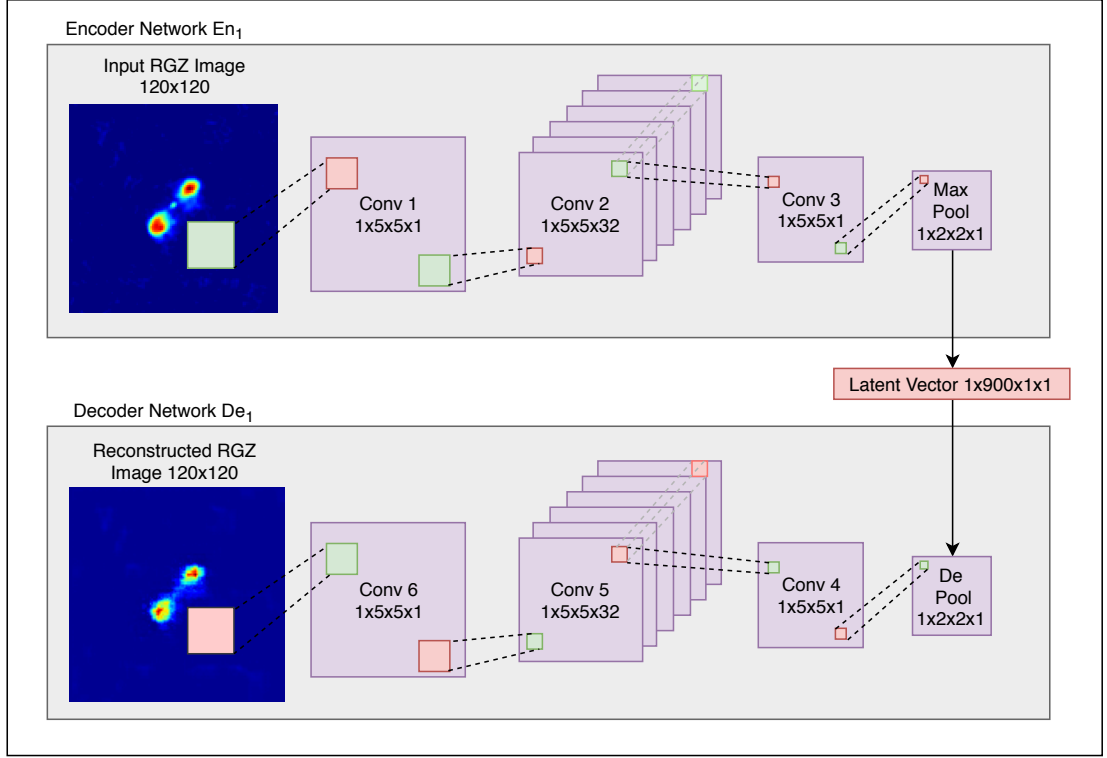 Encoder Network En₁
Input RGZ Image
120x120
Conv 1
1x5x5x1
Conv 2
1x5x5x32
Conv 3
1x5x5x1
Max
Pool
1x2x2x1
Latent Vector 1x900x1x1
Decoder Network De₁
Reconstructed RGZ
Image 120x120
Conv 6
1x5x5x1
Conv 5
1x5x5x32
Conv 4
1x5x5x1
De
Pool
1x2x2x1